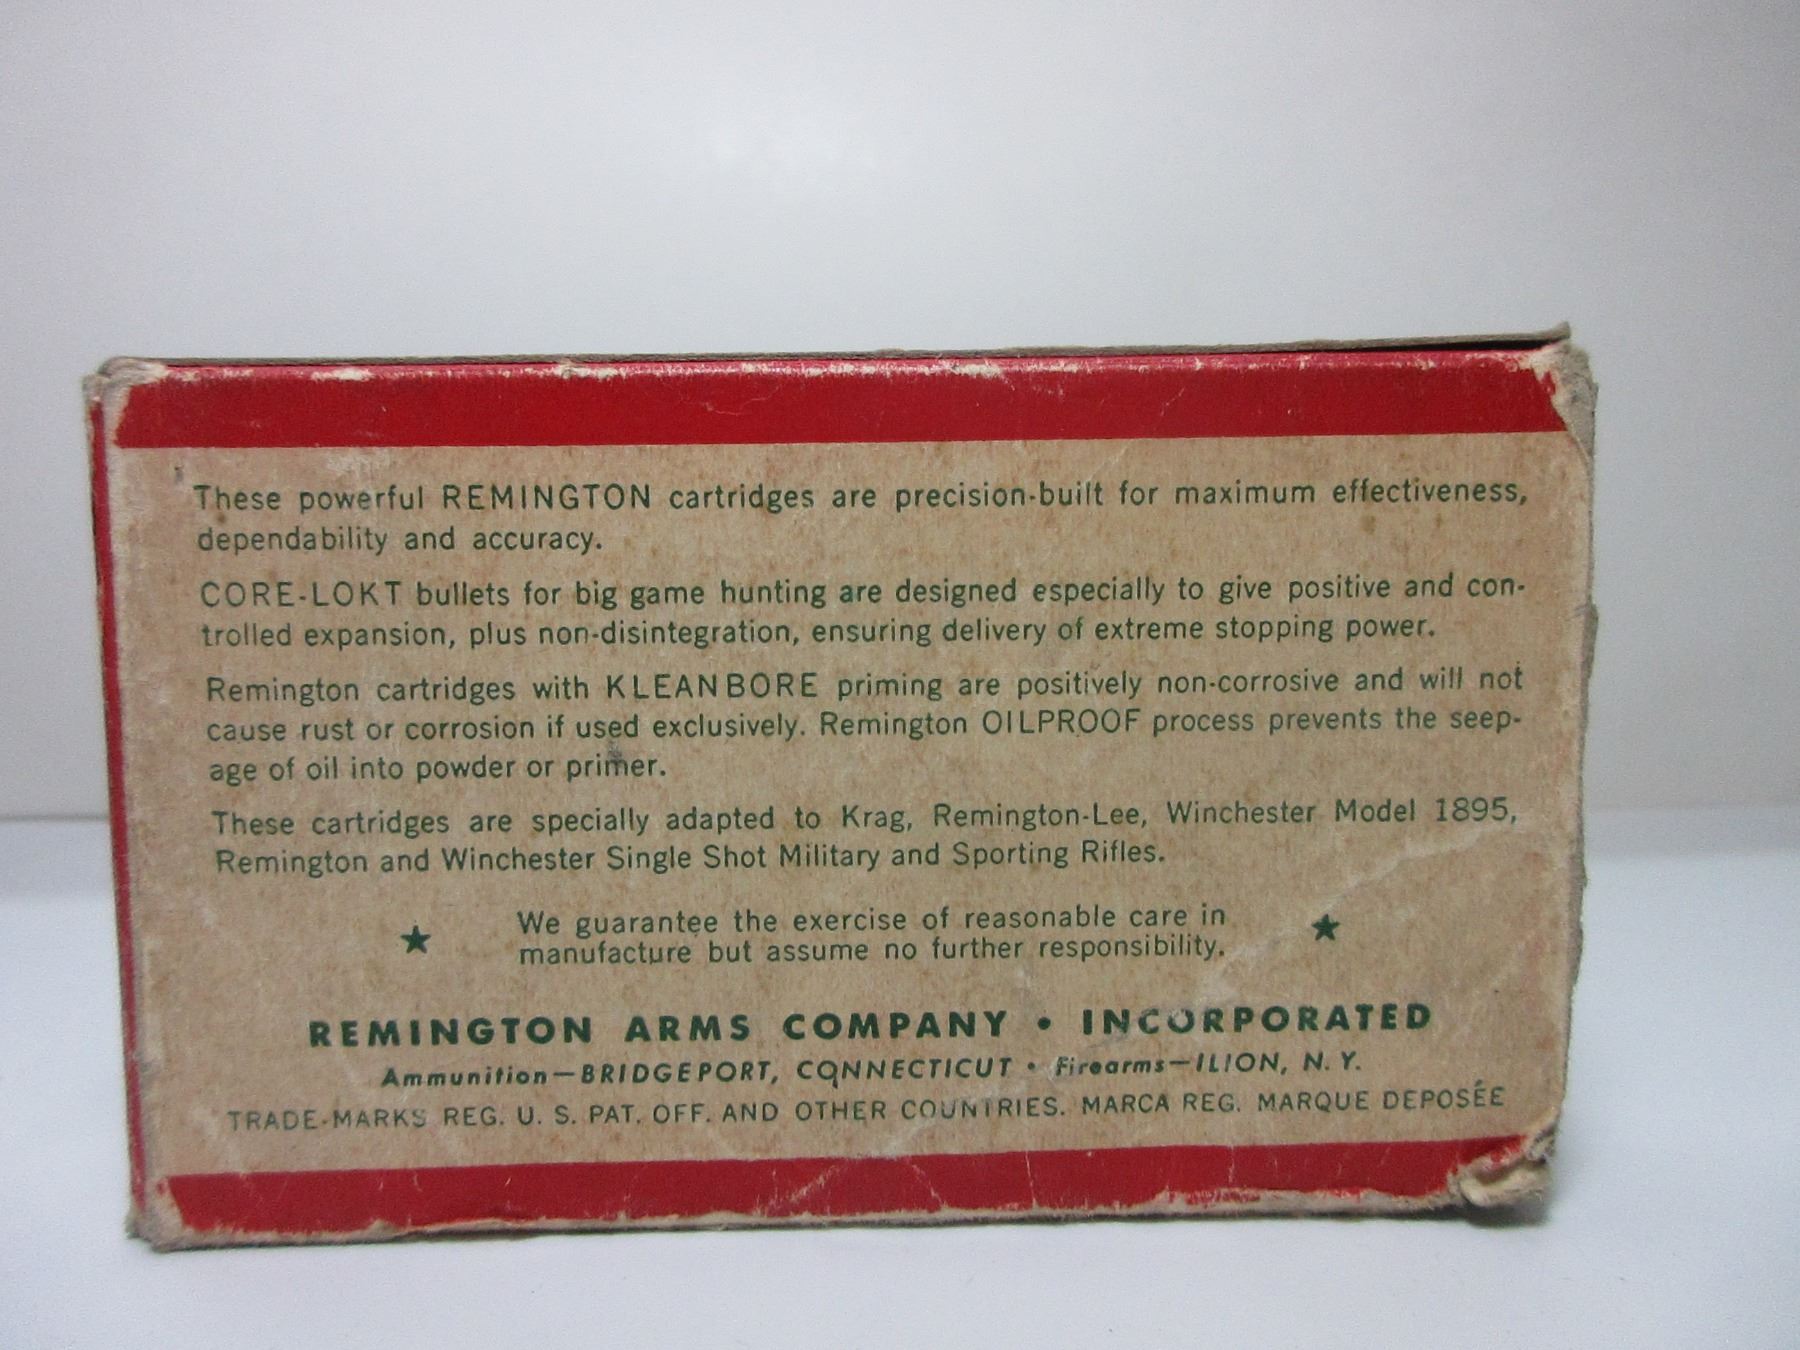 These powerful REMINGTON cartridges are precision-built for maximum effectiveness,
dependability and accuracy.
CORE-LOKT bullets for big game hunting are designed especially to give positive and con-
trolled expansion, plus non-disintegration, ensuring delivery of extreme stopping power.
Remington cartridges with KLEANBORE priming are positively non-corrosive and will not
cause rust or corrosion if used exclusively. Remington OILPROOF process prevents the seep-
age of oil into powder or primer.
These cartridges are specially adapted to Krag, Remington-Lee, Winchester Model 1895,
Remington and Winchester Single Shot Military and Sporting Rifles.
★ We guarantee the exercise of reasonable care in ★
manufacture but assume no further responsibility.
REMINGTON ARMS COMPANY • INCORPORATED
Ammunition—BRIDGEPORT, CONNECTICUT • Firearms—ILION, N. Y.
TRADE-MARKS REG. U. S. PAT. OFF. AND OTHER COUNTRIES. MARCA REG. MARQUE DEPOSÉE